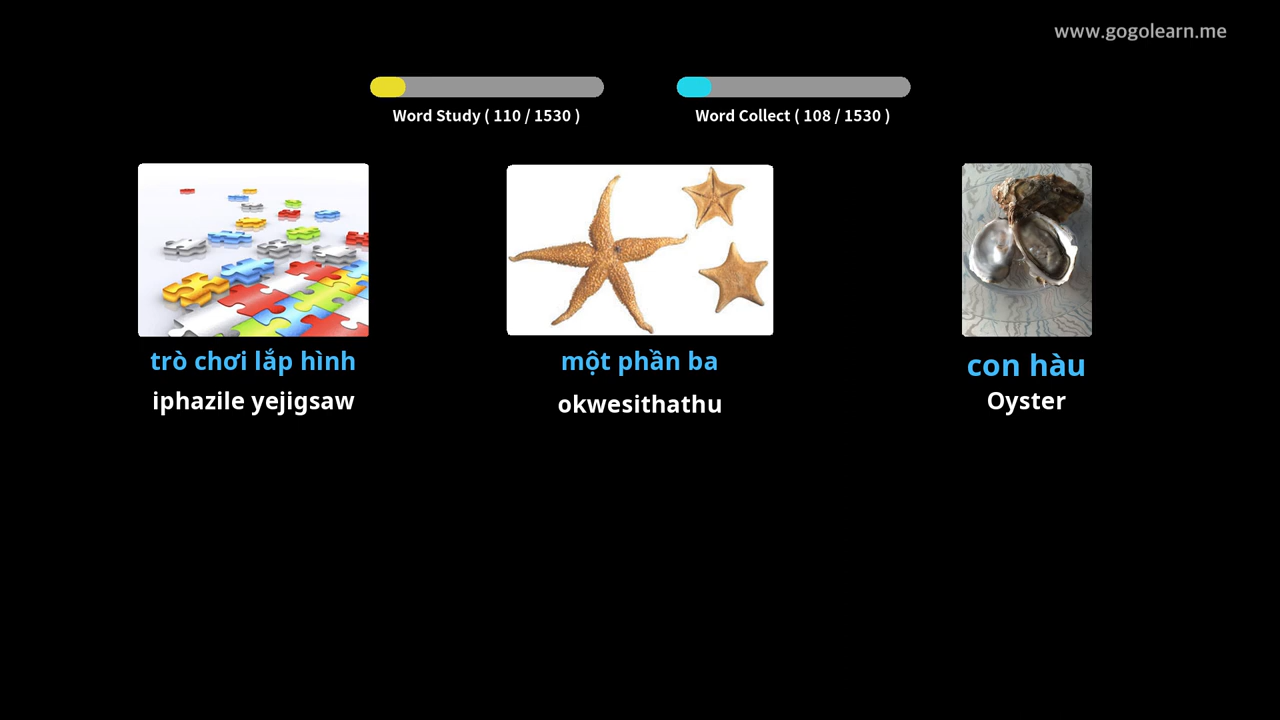 www.gogolearn.me
Word Study ( 110 / 1530 )
Word Collect ( 108 / 1530 )
trò chơi lắp hình
iphazile yejigsaw
một phần ba
okwesithathu
con hàu
Oyster